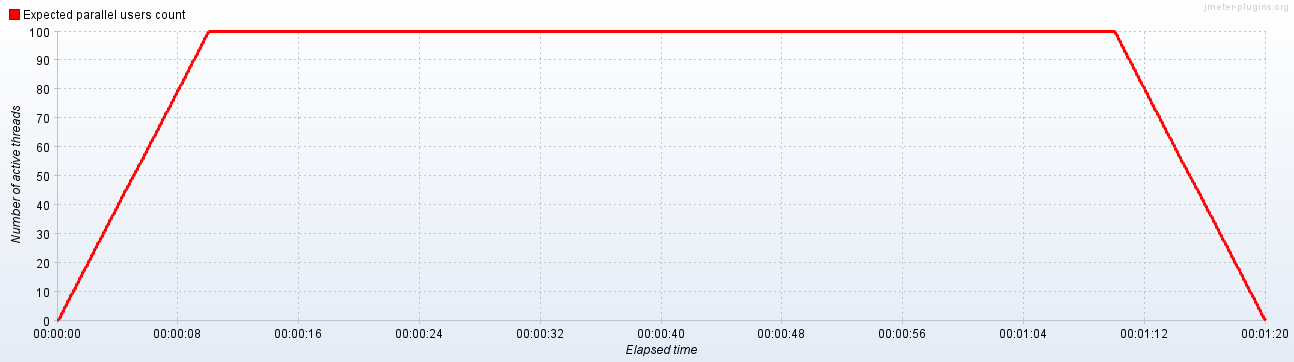 jmeter-plugins.org
Expected parallel users count
100
90
80
70
60
50
40
30
20
10
0
Number of active threads
00:00:00 00:00:08 00:00:16 00:00:24 00:00:32 00:00:40 00:00:48 00:00:56 00:01:04 00:01:12 00:01:20
Elapsed time